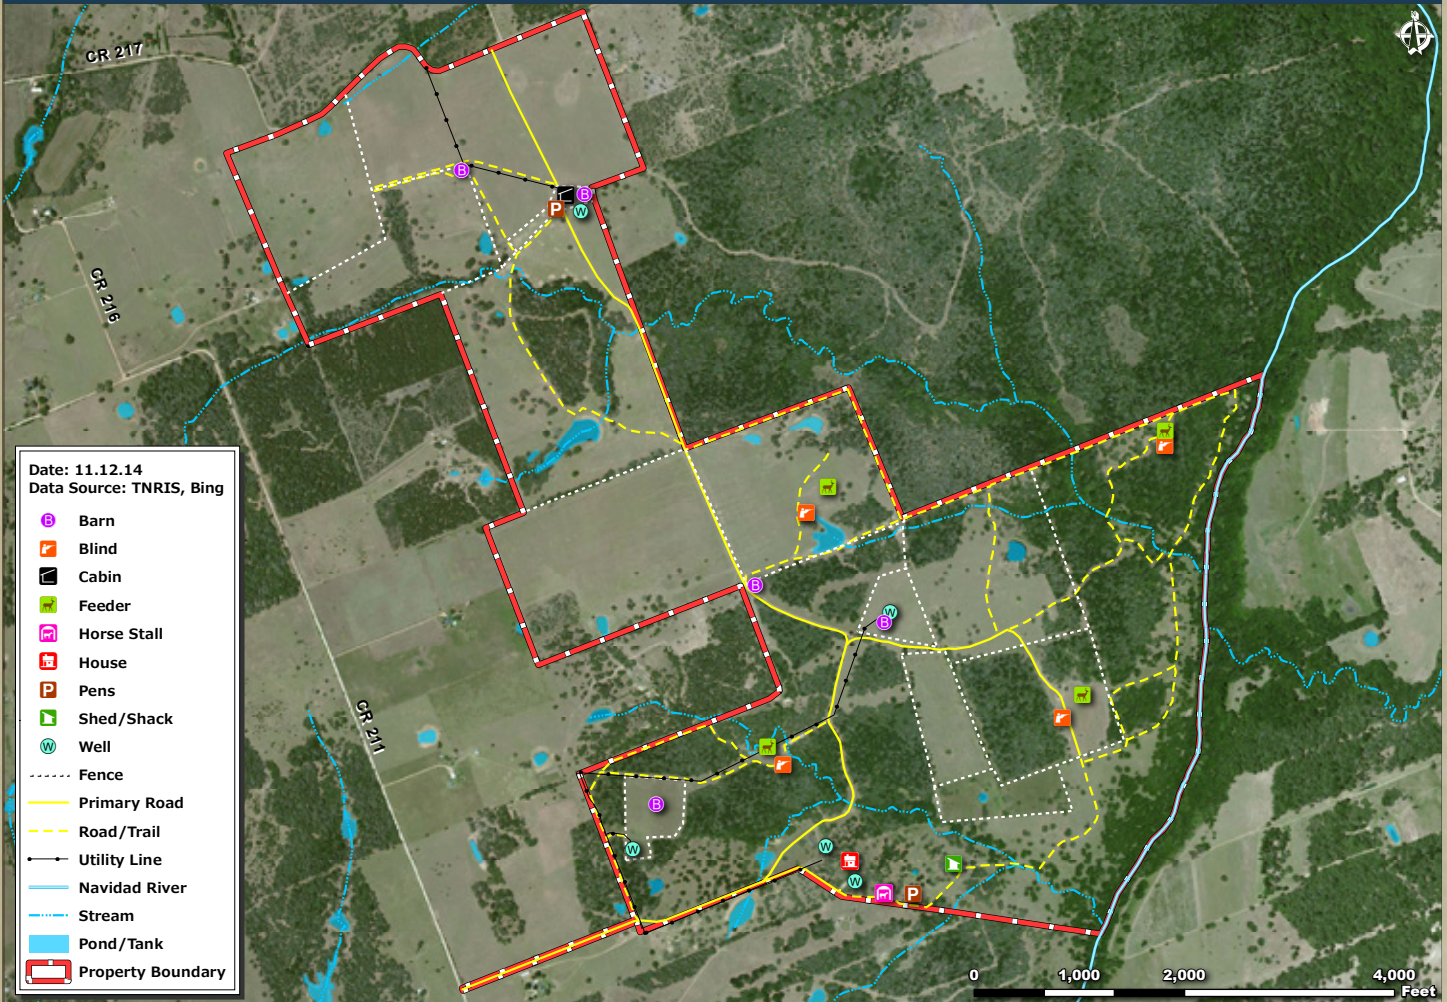 CR 217
CR 216
CR 211
B
B
P
W
B
W
B
B
W
W
W
P
Date: 11.12.14
Data Source: TNRIS, Bing
B Barn
Blind
Cabin
Feeder
Horse Stall
House
P Pens
Shed/Shack
W Well
Fence
Primary Road
Road/Trail
Utility Line
Navidad River
Stream
Pond/Tank
Property Boundary
0 1,000 2,000 4,000
Feet